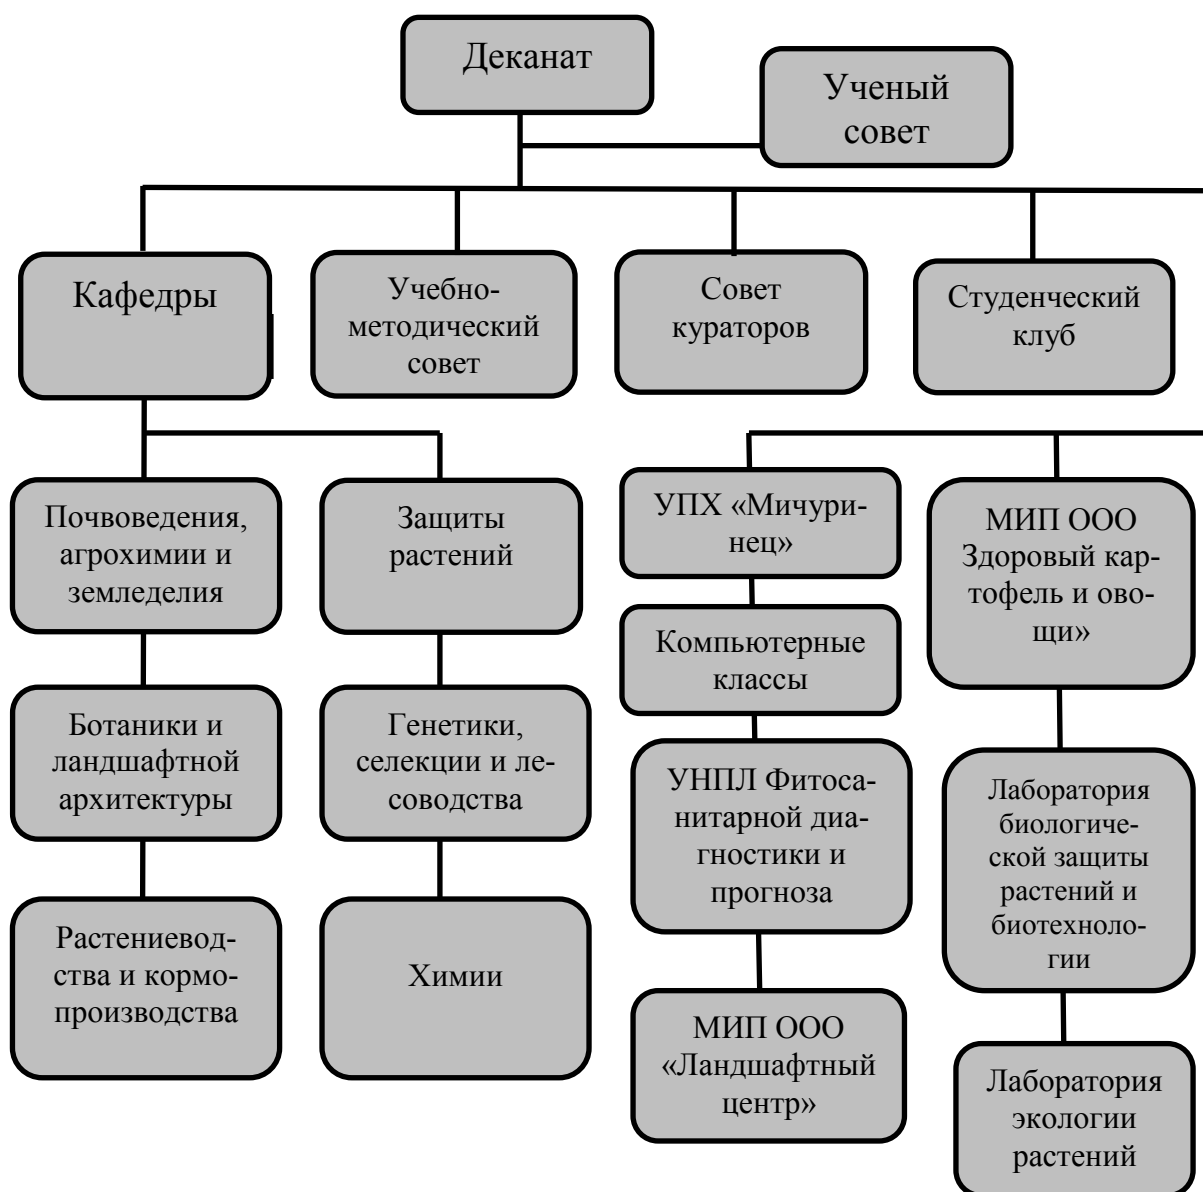 Деканат
Ученый
совет
Кафедры
Учебно-
методический
совет
Совет
кураторов
Студенческий
клуб
Почвоведения,
агрохимии и
земледелия
Защиты
растений
УПХ «Мичури-
нец»
МИП ООО
Здоровый кар-
тофель и ово-
щи»
Компьютерные
классы
Ботаники и
ландшафтной
архитектуры
Генетики,
селекции и ле-
соводства
УНПЛ Фитоса-
нитарной диа-
гностики и
прогноза
Лаборатория
биологиче-
ской защиты
растений и
биотехноло-
гии
Растениевод-
ства и кормо-
производства
Химии
МИП ООО
«Ландшафтный
центр»
Лаборатория
экологии
растений